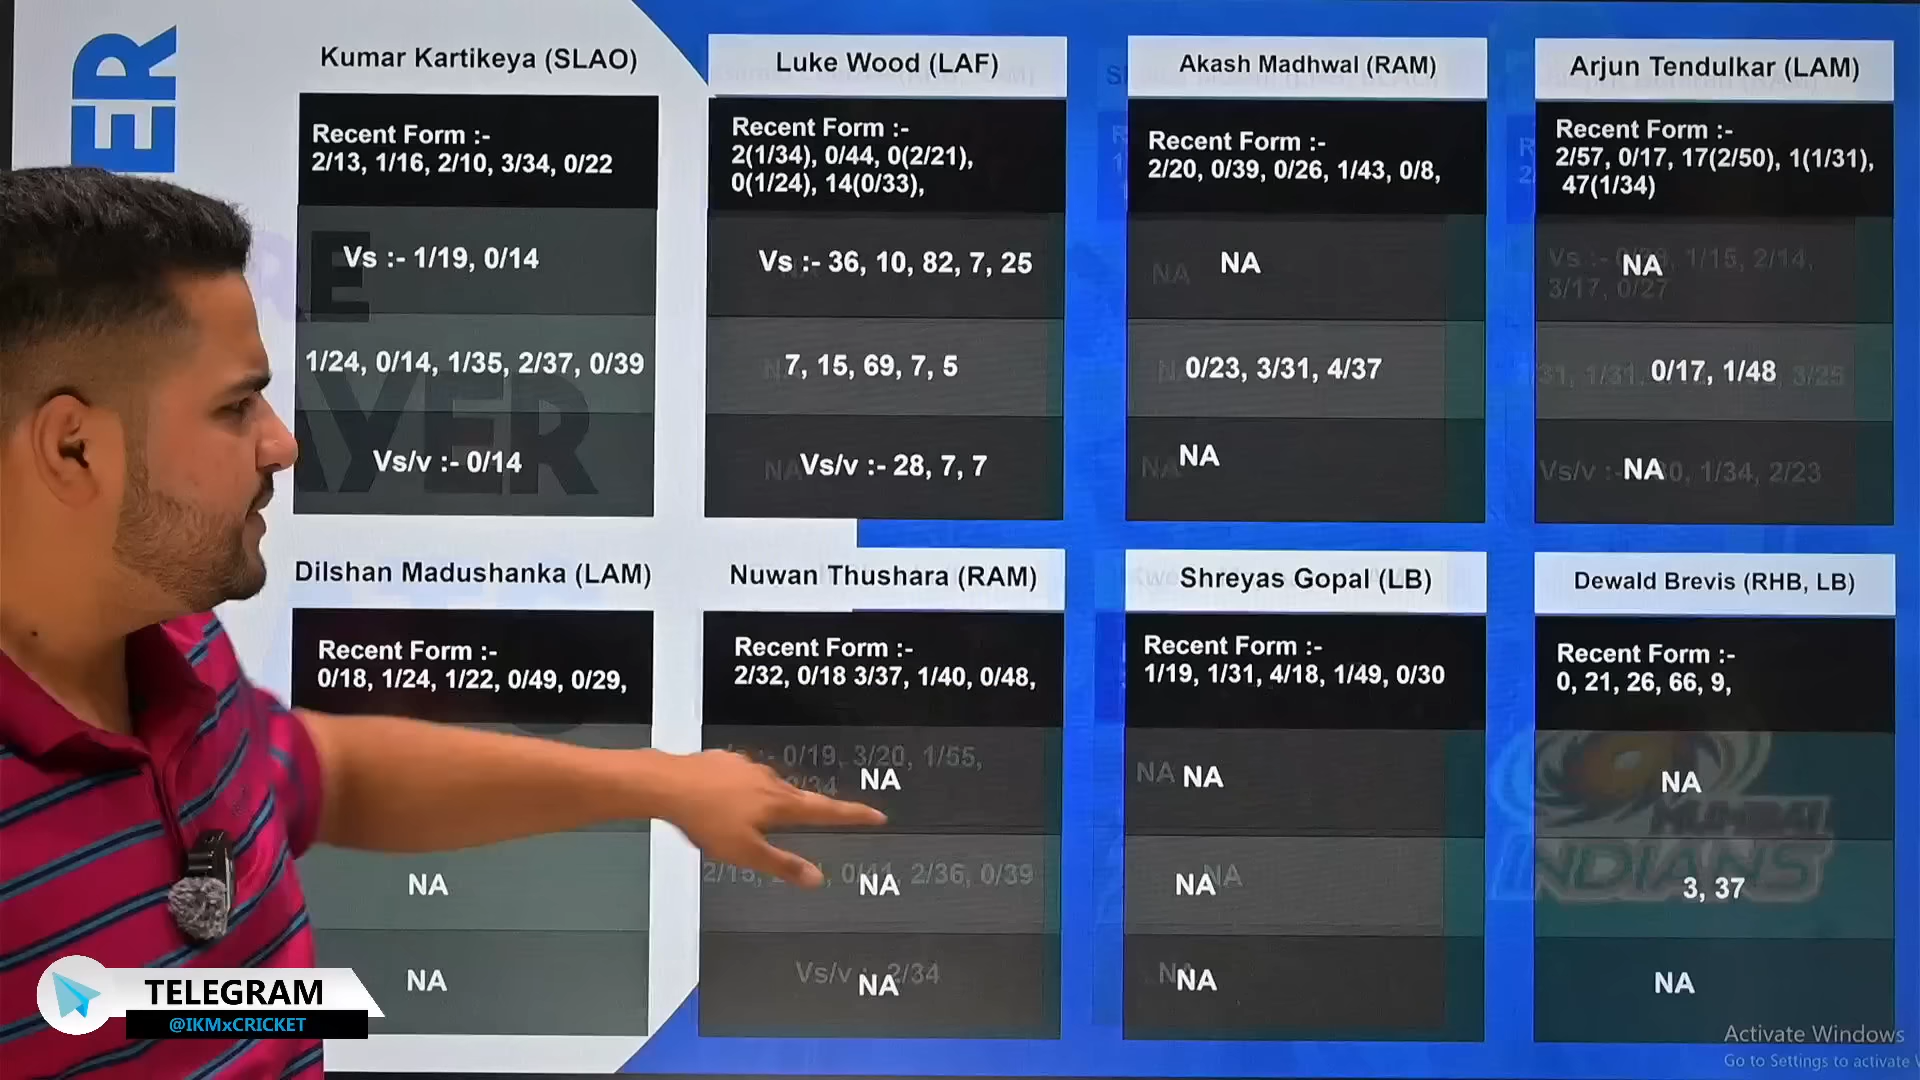 ER
Kumar Kartikeya (SLAO)
Recent Form :-
2/13, 1/16, 2/10, 3/34, 0/22
Vs :- 1/19, 0/14
1/24, 0/14, 1/35, 2/37, 0/39
Vs/v :- 0/14
Luke Wood (LAF)
Recent Form :-
2(1/34), 0/44, 0(2/21),
0(1/24), 14(0/33),
Vs :- 36, 10, 82, 7, 25
7, 15, 69, 7, 5
Vs/v :- 28, 7, 7
Akash Madhwal (RAM)
Recent Form :-
2/20, 0/39, 0/26, 1/43, 0/8,
NA
0/23, 3/31, 4/37
NA
Arjun Tendulkar (LAM)
Recent Form :-
2/57, 0/17, 17(2/50), 1(1/31),
47(1/34)
NA
0/17, 1/48
NA
Dilshan Madushanka (LAM)
Recent Form :-
0/18, 1/24, 1/22, 0/49, 0/29,
NA
NA
Nuwan Thushara (RAM)
Recent Form :-
2/32, 0/18 3/37, 1/40, 0/48,
NA
NA
NA
Shreyas Gopal (LB)
Recent Form :-
1/19, 1/31, 4/18, 1/49, 0/30
NA
NA
NA
Dewald Brevis (RHB, LB)
Recent Form :-
0, 21, 26, 66, 9,
NA
3, 37
NA
MUMBAI
INDIANS
TELEGRAM
@IKMxCRICKET
Activate Windows
Go to Settings to activate